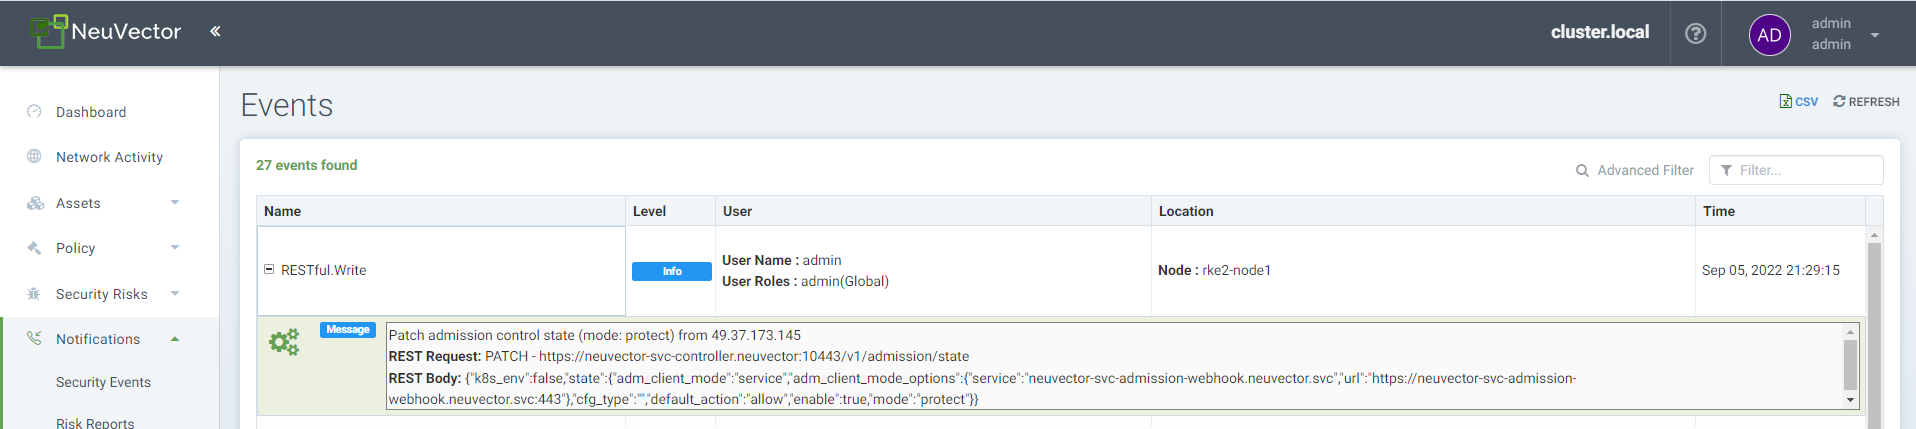 NeuVector
«
cluster.local
AD
admin
admin
Dashboard
Network Activity
Assets
Policy
Security Risks
Notifications
Security Events
Risk Reports
Events
CSV
REFRESH
27 events found
Advanced Filter
Filter...
Name Level User Location Time
RESTful.Write
Info
User Name : admin
User Roles : admin(Global)
Node : rke2-node1
Sep 05, 2022 21:29:15
Message
Patch admission control state (mode: protect) from 49.37.173.145
REST Request: PATCH - https://neuvector-svc-controller.neuvector:10443/v1/admission/state
REST Body: {"k8s_env":false,"state":{"adm_client_mode":"service","adm_client_mode_options":{"service":"neuvector-svc-admission-webhook.neuvector.svc","url":"https://neuvector-svc-admission-
webhook.neuvector.svc:443"},"cfg_type":"","default_action":"allow","enable":true,"mode":"protect"}}